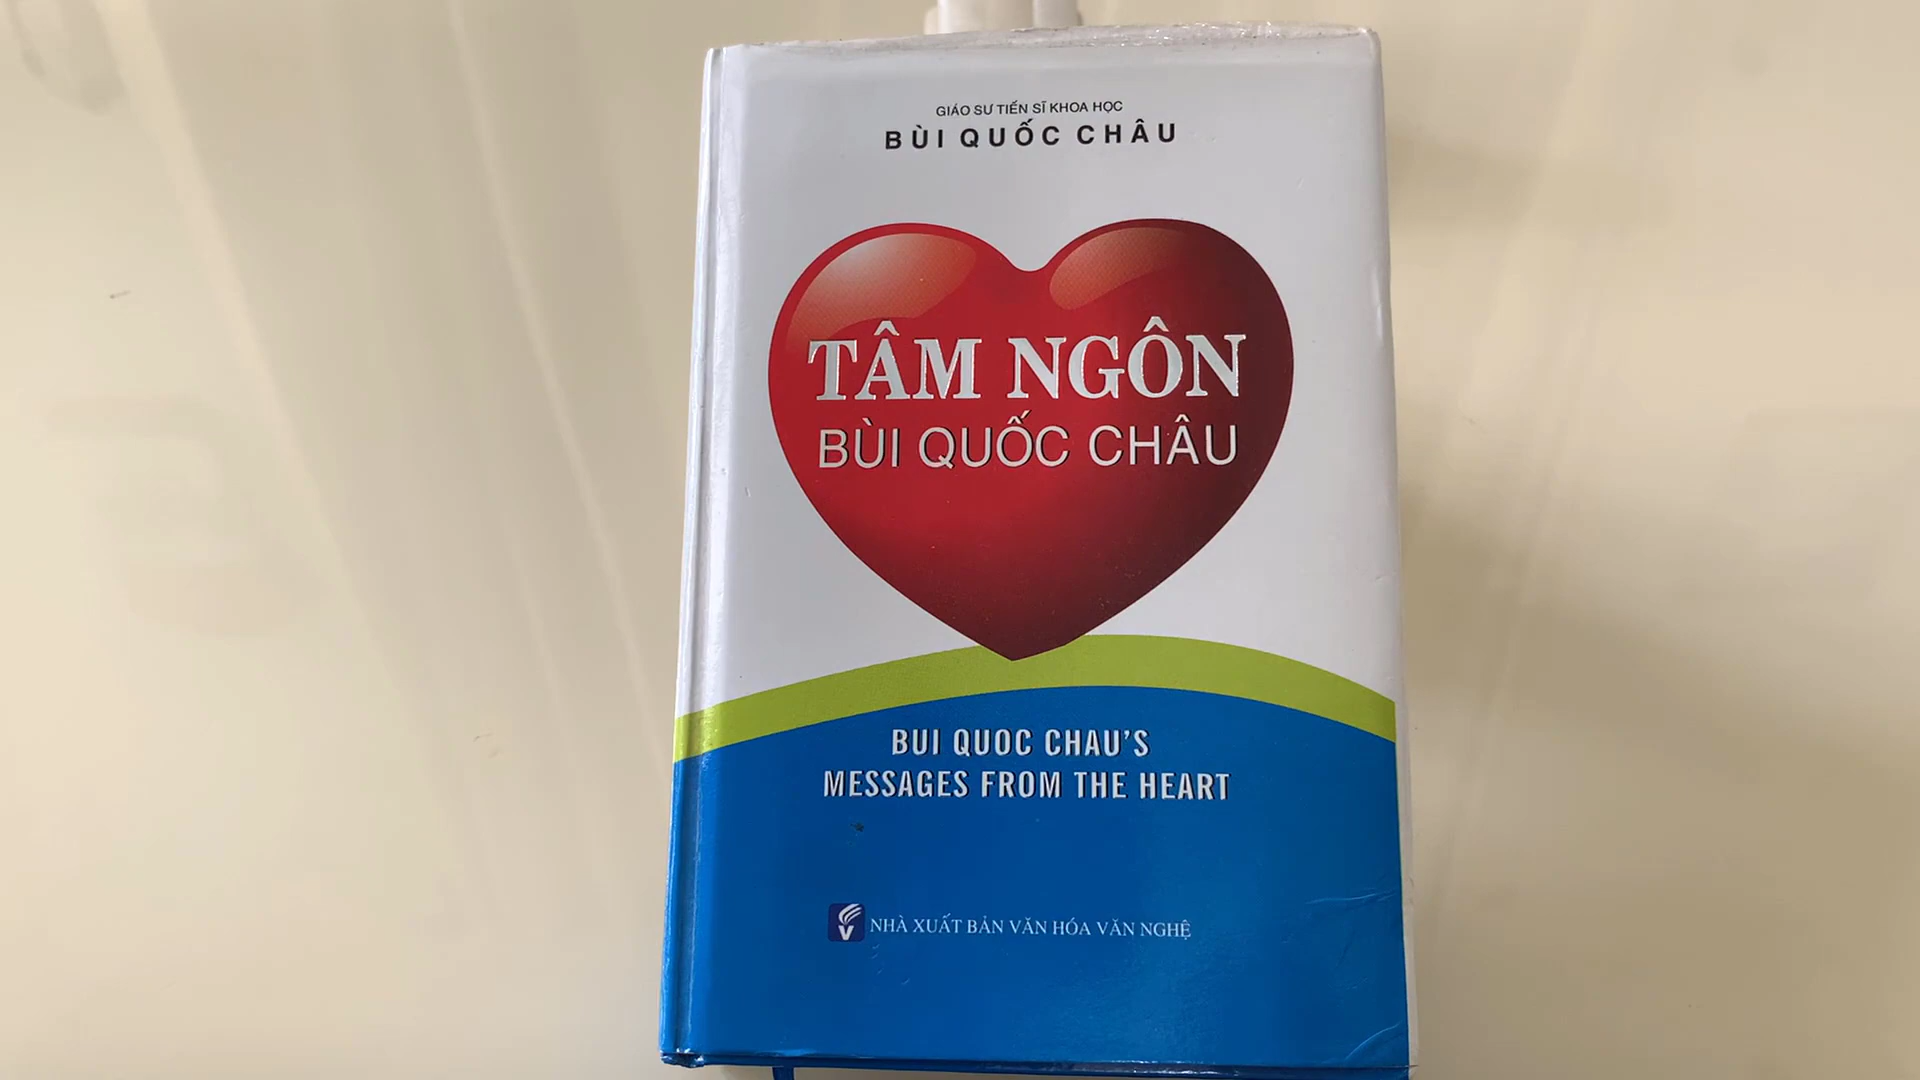 GIÁO SƯ TIẾN SĨ KHOA HỌC
BÙI QUỐC CHÂU
TÂM NGÔN
BÙI QUỐC CHÂU
BUI QUOC CHAU'S
MESSAGES FROM THE HEART
NHÀ XUẤT BẢN VĂN HÓA VĂN NGHỆ